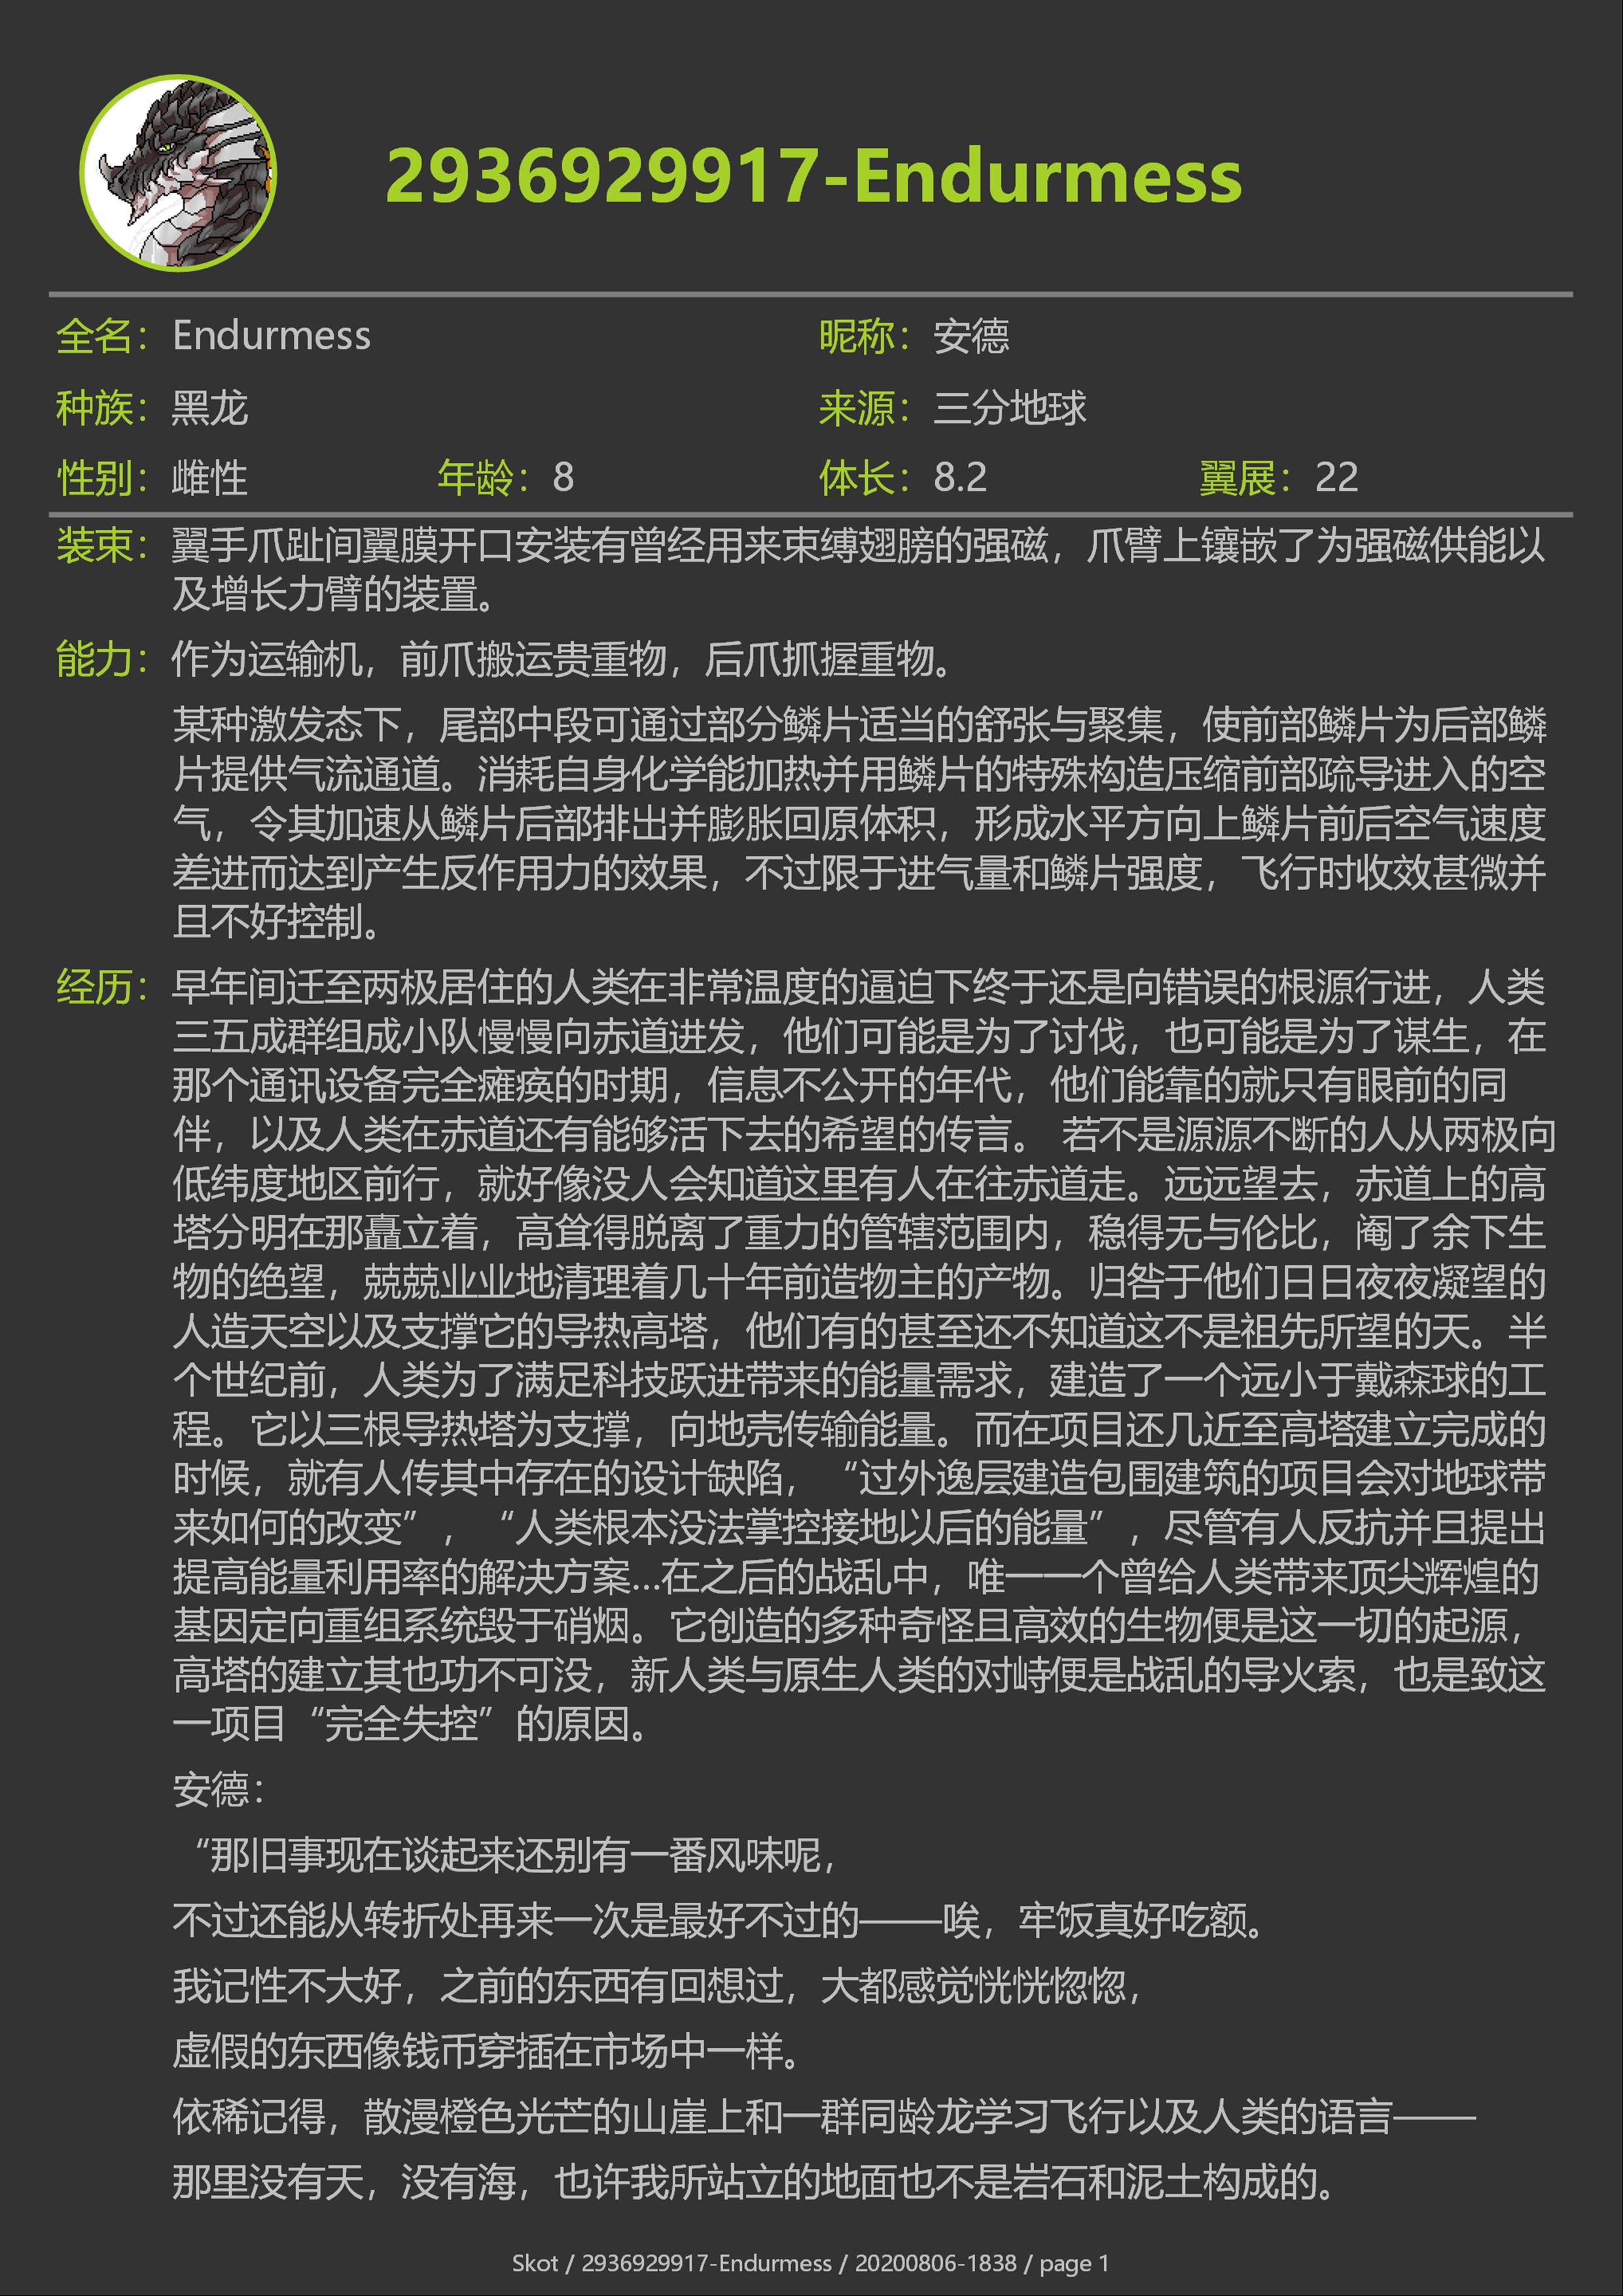 2936929917-Endurmess
全名：Endurmess 昵称：安德
种族：黑龙 来源：三分地球
性别：雌性 年龄：8 体长：8.2 翼展：22
装束：翼手爪趾间翼膜开口安装有曾经用来束缚翅膀的强磁，爪臂上镶嵌了为强磁供能以
及增长力臂的装置。
能力：作为运输机，前爪搬运贵重物，后爪抓握重物。
某种激发态下，尾部中段可通过部分鳞片适当的舒张与聚集，使前部鳞片为后部鳞
片提供气流通道。消耗自身化学能加热并用鳞片的特殊构造压缩前部疏导进入的空
气，令其加速从鳞片后部排出并膨胀回原体积，形成水平方向上鳞片前后空气速度
差进而达到产生反作用力的效果，不过限于进气量和鳞片强度，飞行时收效甚微并
且不好控制。
经历：早年间迁至两极居住的人类在非常温度的逼迫下终于还是向错误的根源行进，人类
三五成群组成小队慢慢向赤道进发，他们可能是为了讨伐，也可能是为了谋生，在
那个通讯设备完全瘫痪的时期，信息不公开的年代，他们能靠的就只有眼前的同
伴，以及人类在赤道还有能够活下去的希望的传言。 若不是源源不断的人从两极向
低纬度地区前行，就好像没人会知道这里有人在往赤道走。远远望去，赤道上的高
塔分明在那矗立着，高耸得脱离了重力的管辖范围内，稳得无与伦比，阉了余下生
物的绝望，兢兢业业地清理着几十年前造物主的产物。归咎于他们日日夜夜凝望的
人造天空以及支撑它的导热高塔，他们有的甚至还不知道这不是祖先所望的天。半
个世纪前，人类为了满足科技跃进带来的能量需求，建造了一个远小于戴森球的工
程。它以三根导热塔为支撑，向地壳传输能量。而在项目还几近至高塔建立完成的
时候，就有人传其中存在的设计缺陷，“过外逸层建造包围建筑的项目会对地球带
来如何的改变”，“人类根本没法掌控接地以后的能量”，尽管有人反抗并且提出
提高能量利用率的解决方案…在之后的战乱中，唯一一个曾给人类带来顶尖辉煌的
基因定向重组系统毁于硝烟。它创造的多种奇怪且高效的生物便是这一切的起源，
高塔的建立其也功不可没，新人类与原生人类的对峙便是战乱的导火索，也是致这
一项目“完全失控”的原因。
安德：
“那旧事现在谈起来还别有一番风味呢，
不过还能从转折处再来一次是最好不过的——唉，牢饭真好吃额。
我记性不大好，之前的东西有回想过，大都感觉恍恍惚惚，
虚假的东西像钱币穿插在市场中一样。
依稀记得，散漫橙色光芒的山崖上和一群同龄龙学习飞行以及人类的语言——
那里没有天，没有海，也许我所站立的地面也不是岩石和泥土构成的。
Skot / 2936929917-Endurmess / 20200806-1838 / page 1